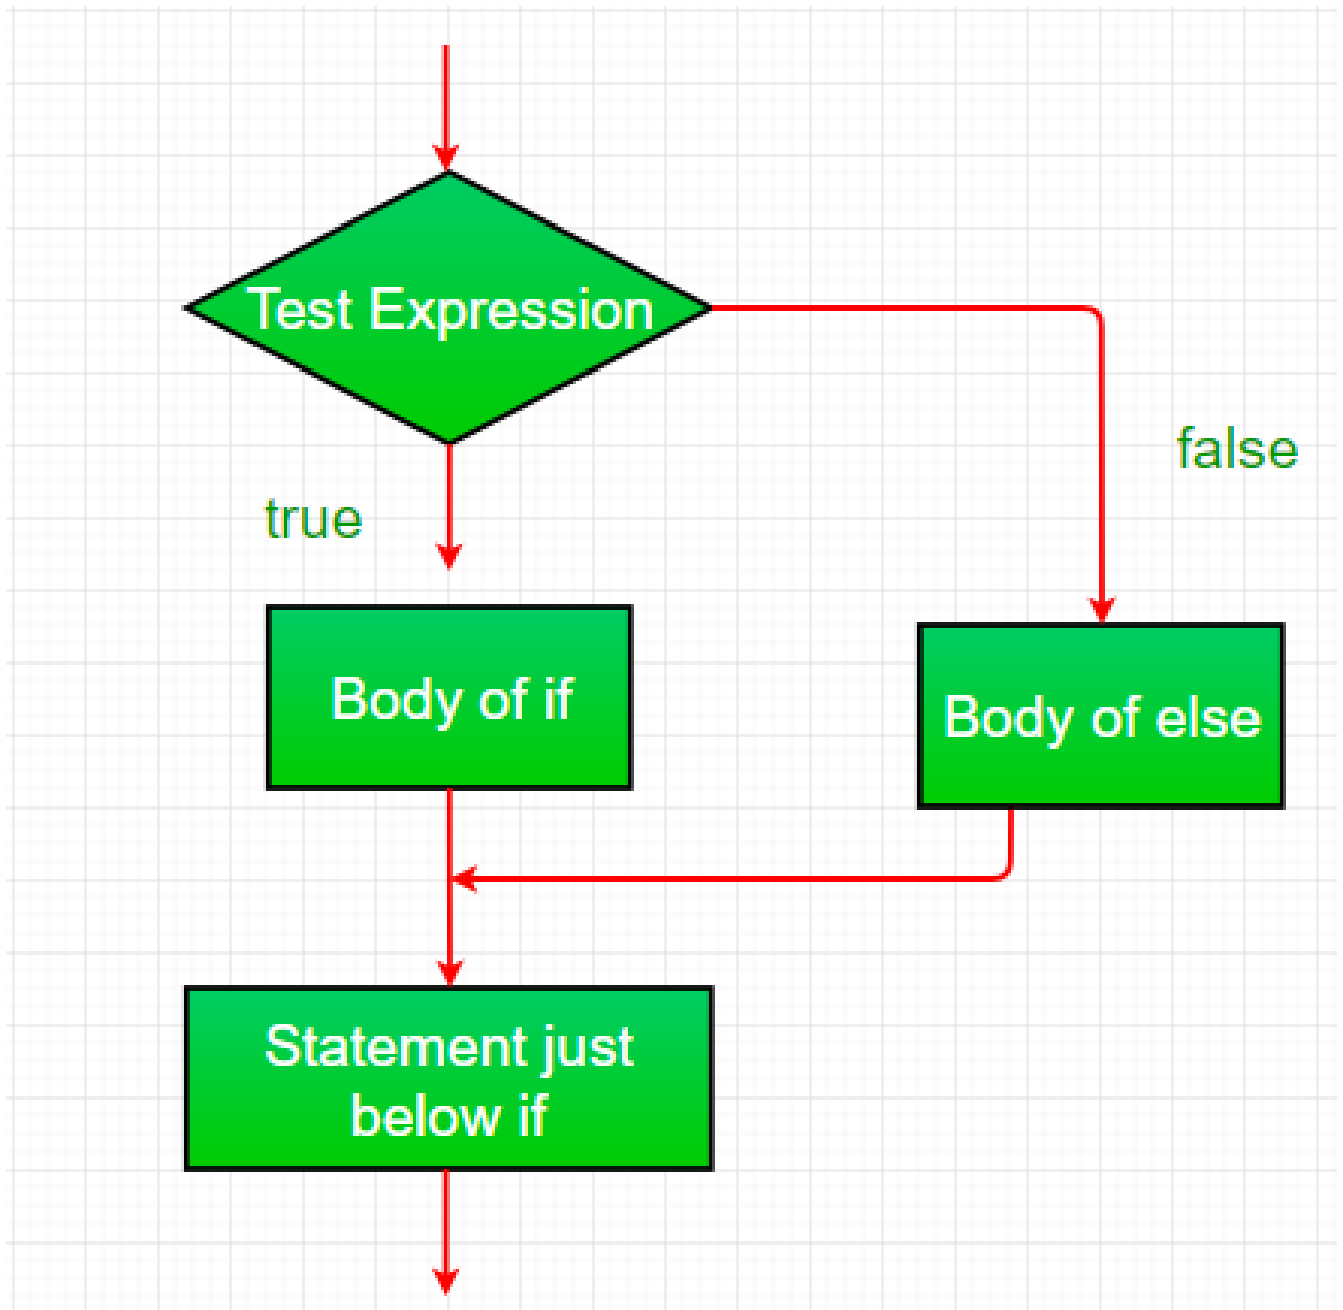 Test Expression
false
true
Body of if
Body of else
Statement just
below if